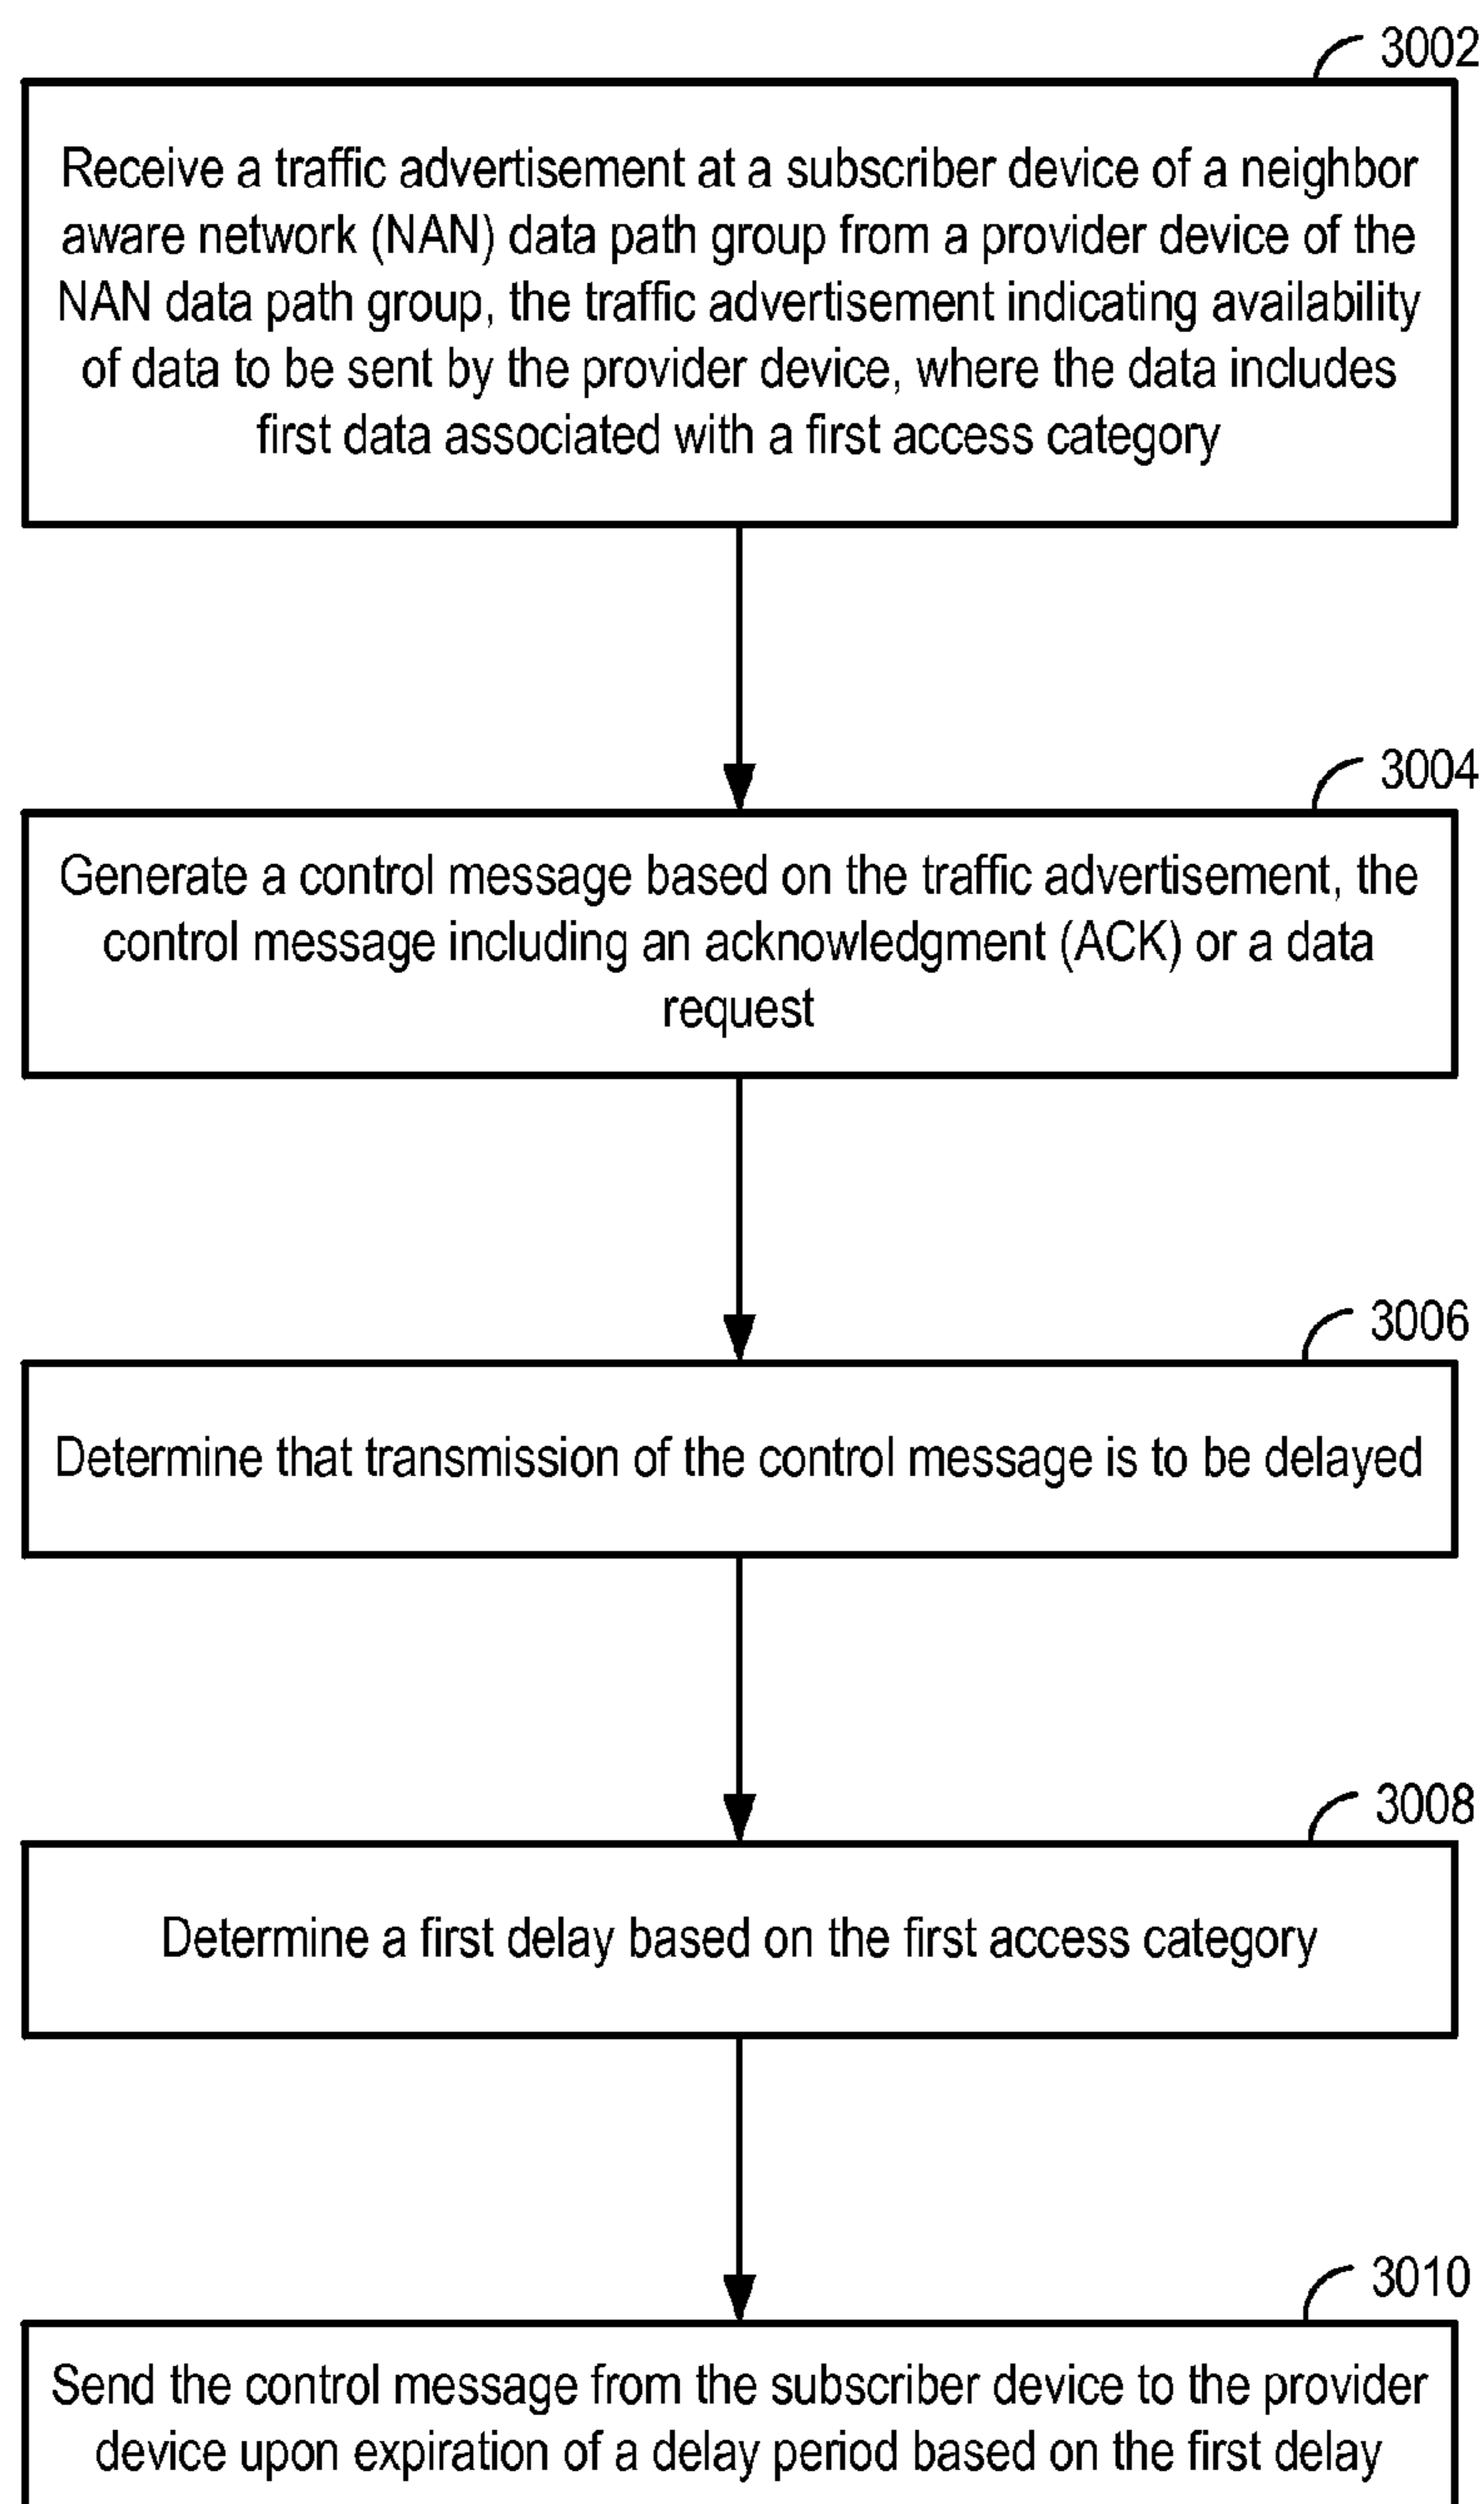 3002
Receive a traffic advertisement at a subscriber device of a neighbor
aware network (NAN) data path group from a provider device of the
NAN data path group, the traffic advertisement indicating availability
of data to be sent by the provider device, where the data includes
first data associated with a first access category
3004
Generate a control message based on the traffic advertisement, the
control message including an acknowledgment (ACK) or a data
request
3006
Determine that transmission of the control message is to be delayed
3008
Determine a first delay based on the first access category
3010
Send the control message from the subscriber device to the provider
device upon expiration of a delay period based on the first delay